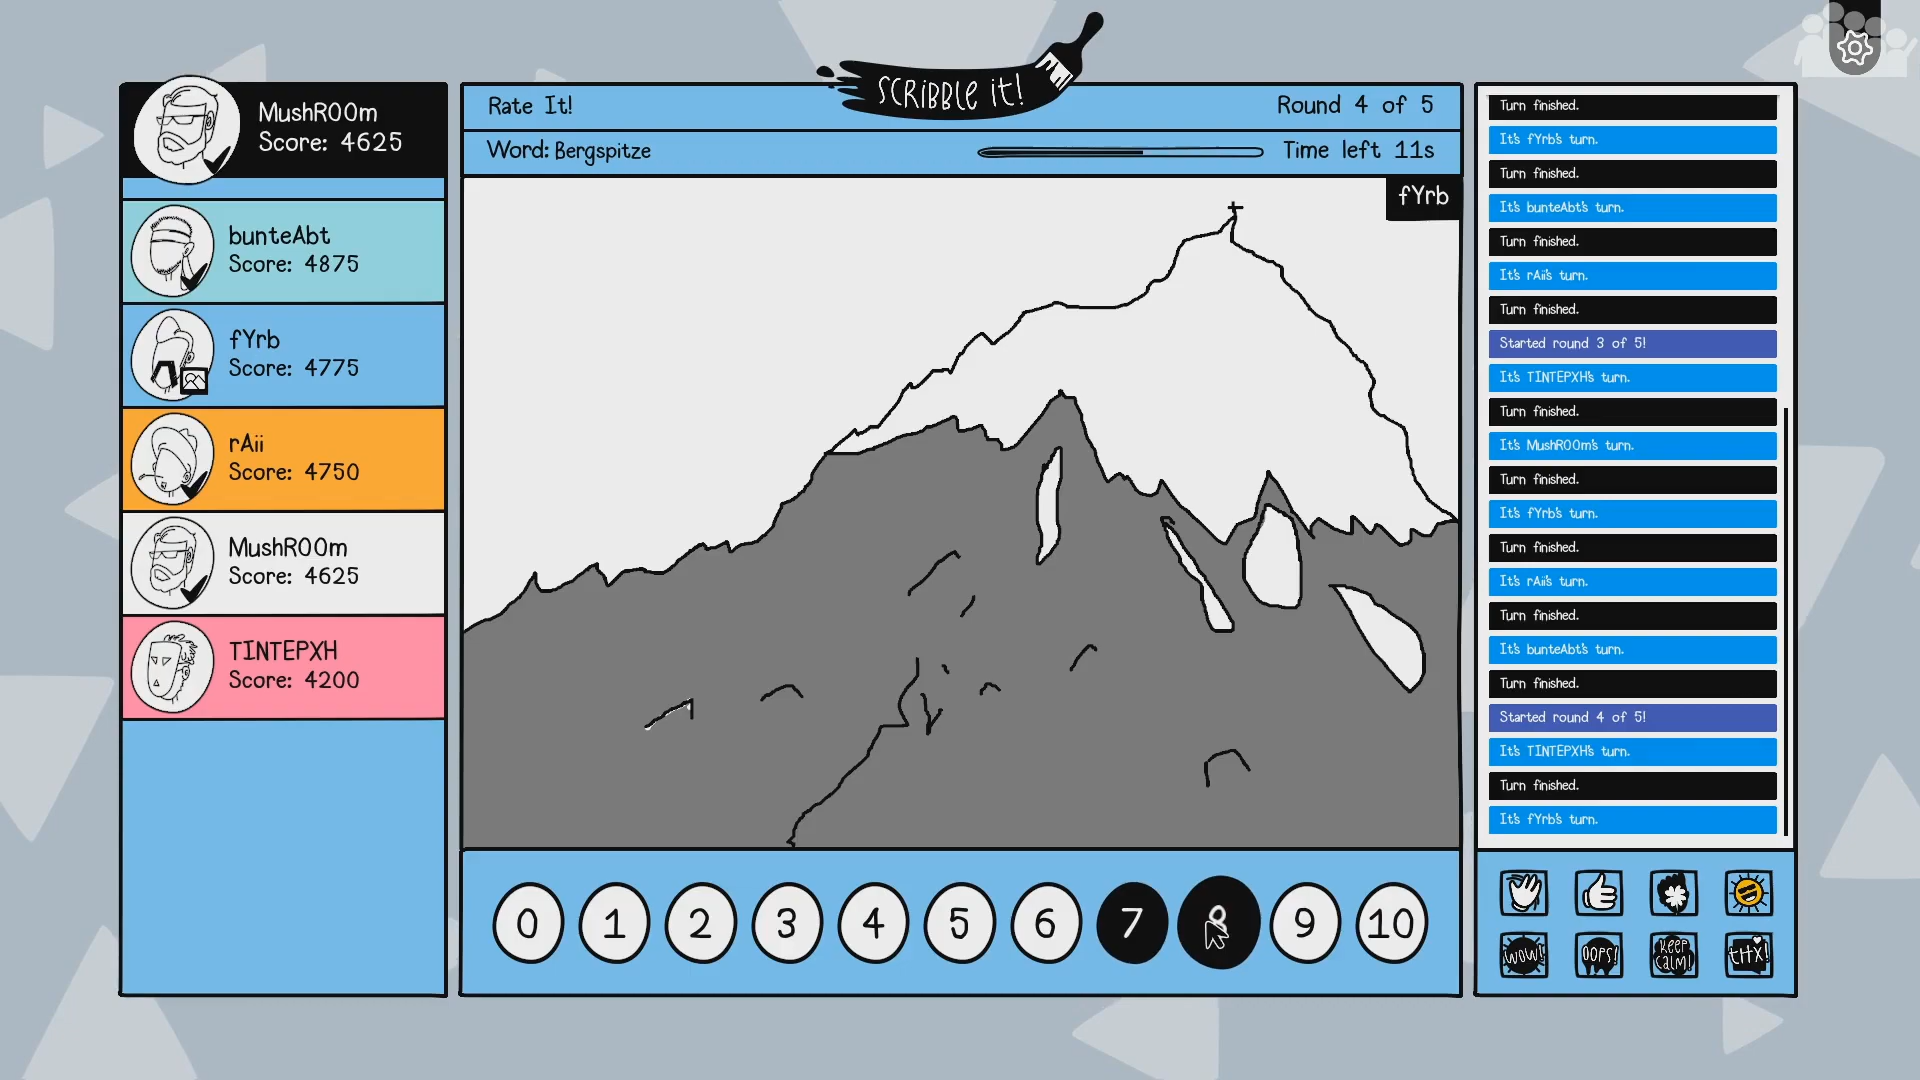 SCRIBBLE IT!
MushR00m
Score: 4625
bunteAbt
Score: 4875
fYrb
Score: 4775
rAii
Score: 4750
MushR00m
Score: 4625
TINTEPXH
Score: 4200
Rate It!
Round 4 of 5
Word: Bergspitze
Time left 11s
fYrb
0 1 2 3 4 5 6 7 8 9 10
Turn finished.
It's fYrb's turn.
Turn finished.
It's bunteAbt's turn.
Turn finished.
It's rAii's turn.
Turn finished.
Started round 3 of 5!
It's TINTEPXH's turn.
Turn finished.
It's MushR00m's turn.
Turn finished.
It's fYrb's turn.
Turn finished.
It's rAii's turn.
Turn finished.
It's bunteAbt's turn.
Turn finished.
Started round 4 of 5!
It's TINTEPXH's turn.
Turn finished.
It's fYrb's turn.
WOW!
OOPS!
KEEP
CALM!
tHX!